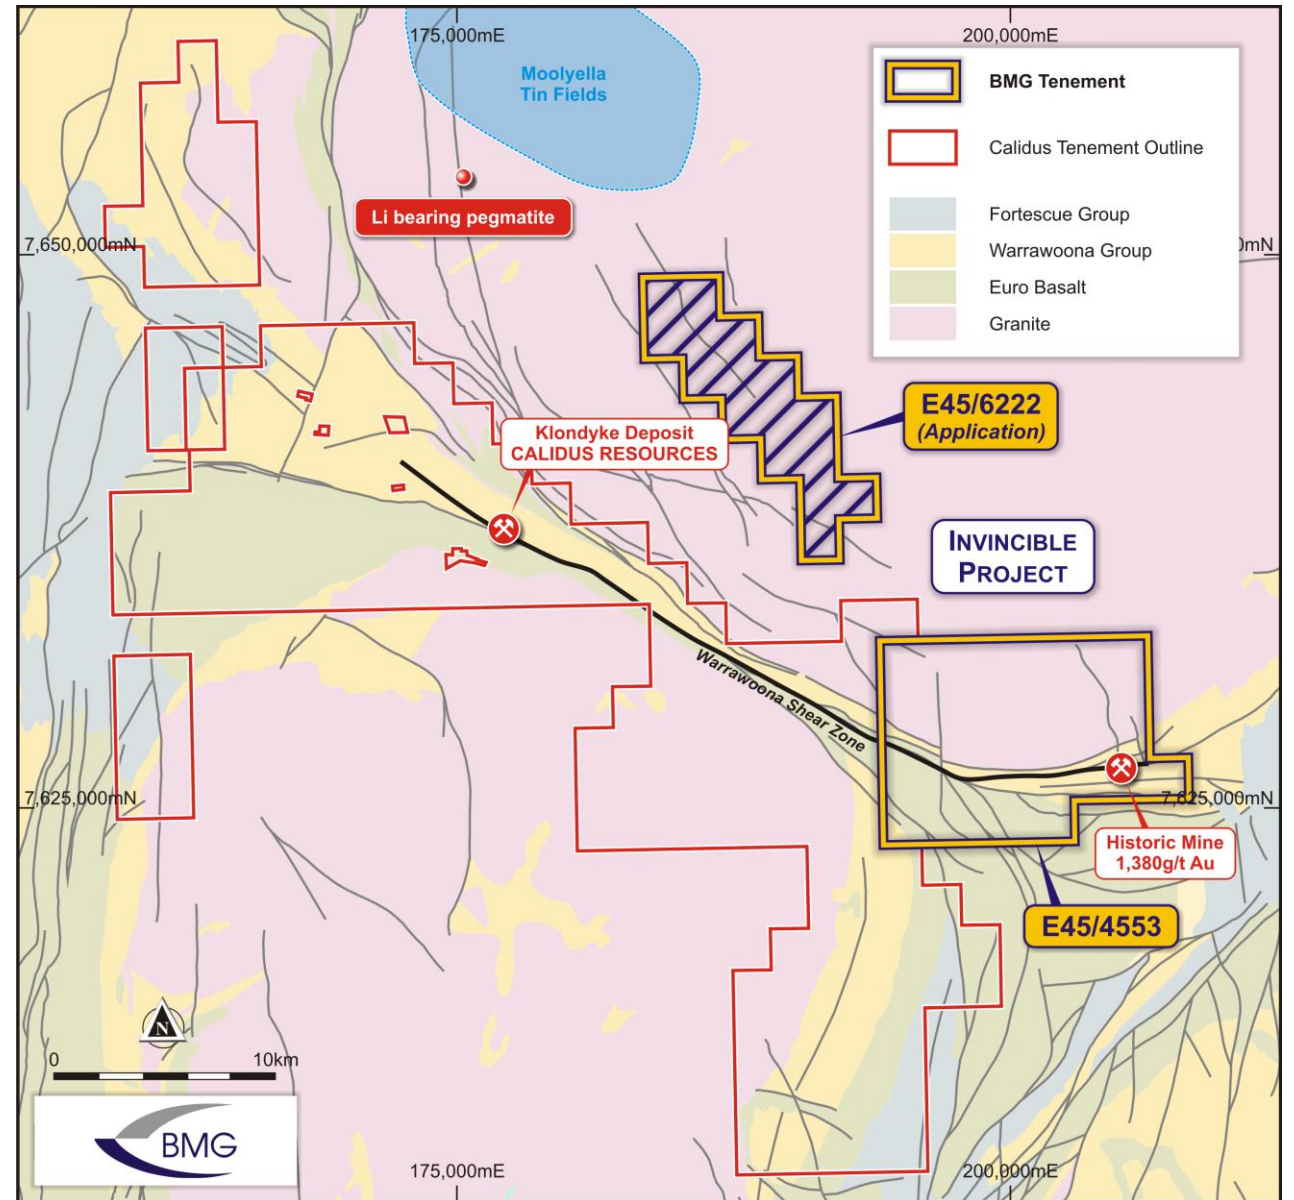 175,000mE
200,000mE
Moolyella
Tin Fields
BMG Tenement
Calidus Tenement Outline
Fortescue Group
Warrawoona Group
Euro Basalt
Granite
Li bearing pegmatite
7,650,000mN
0mN
E45/6222
(Application)
Klondyke Deposit
CALIDUS RESOURCES
INVINCIBLE
PROJECT
Warrawoona Shear Zone
7,625,000mN
7,625,000mN
Historic Mine
1,380g/t Au
E45/4553
N
0
10km
BMG
175,000mE
200,000mE